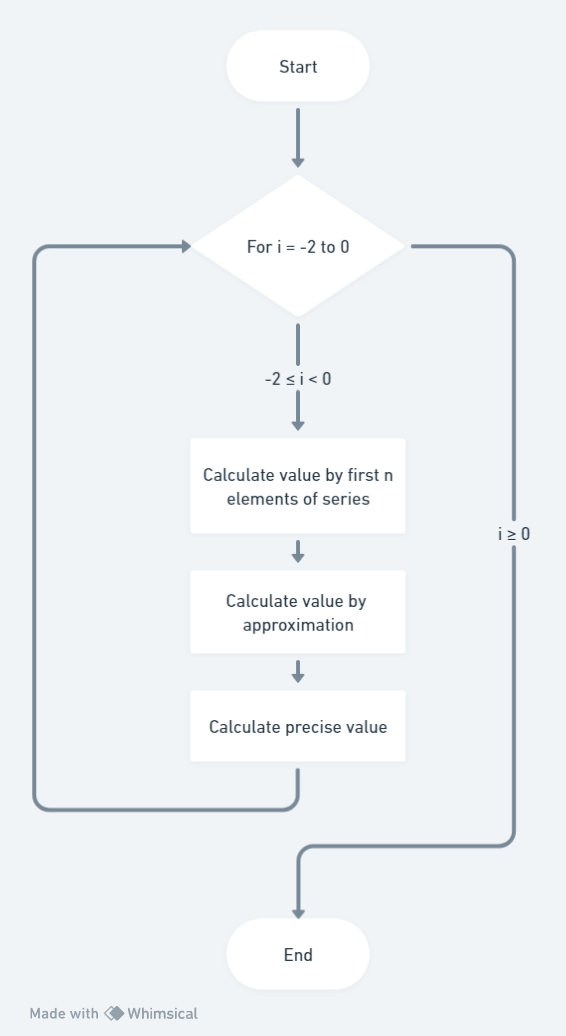 Start
For i = -2 to 0
-2 ≤ i < 0
Calculate value by first n
elements of series
i ≥ 0
Calculate value by
approximation
Calculate precise value
End
Made with Whimsical